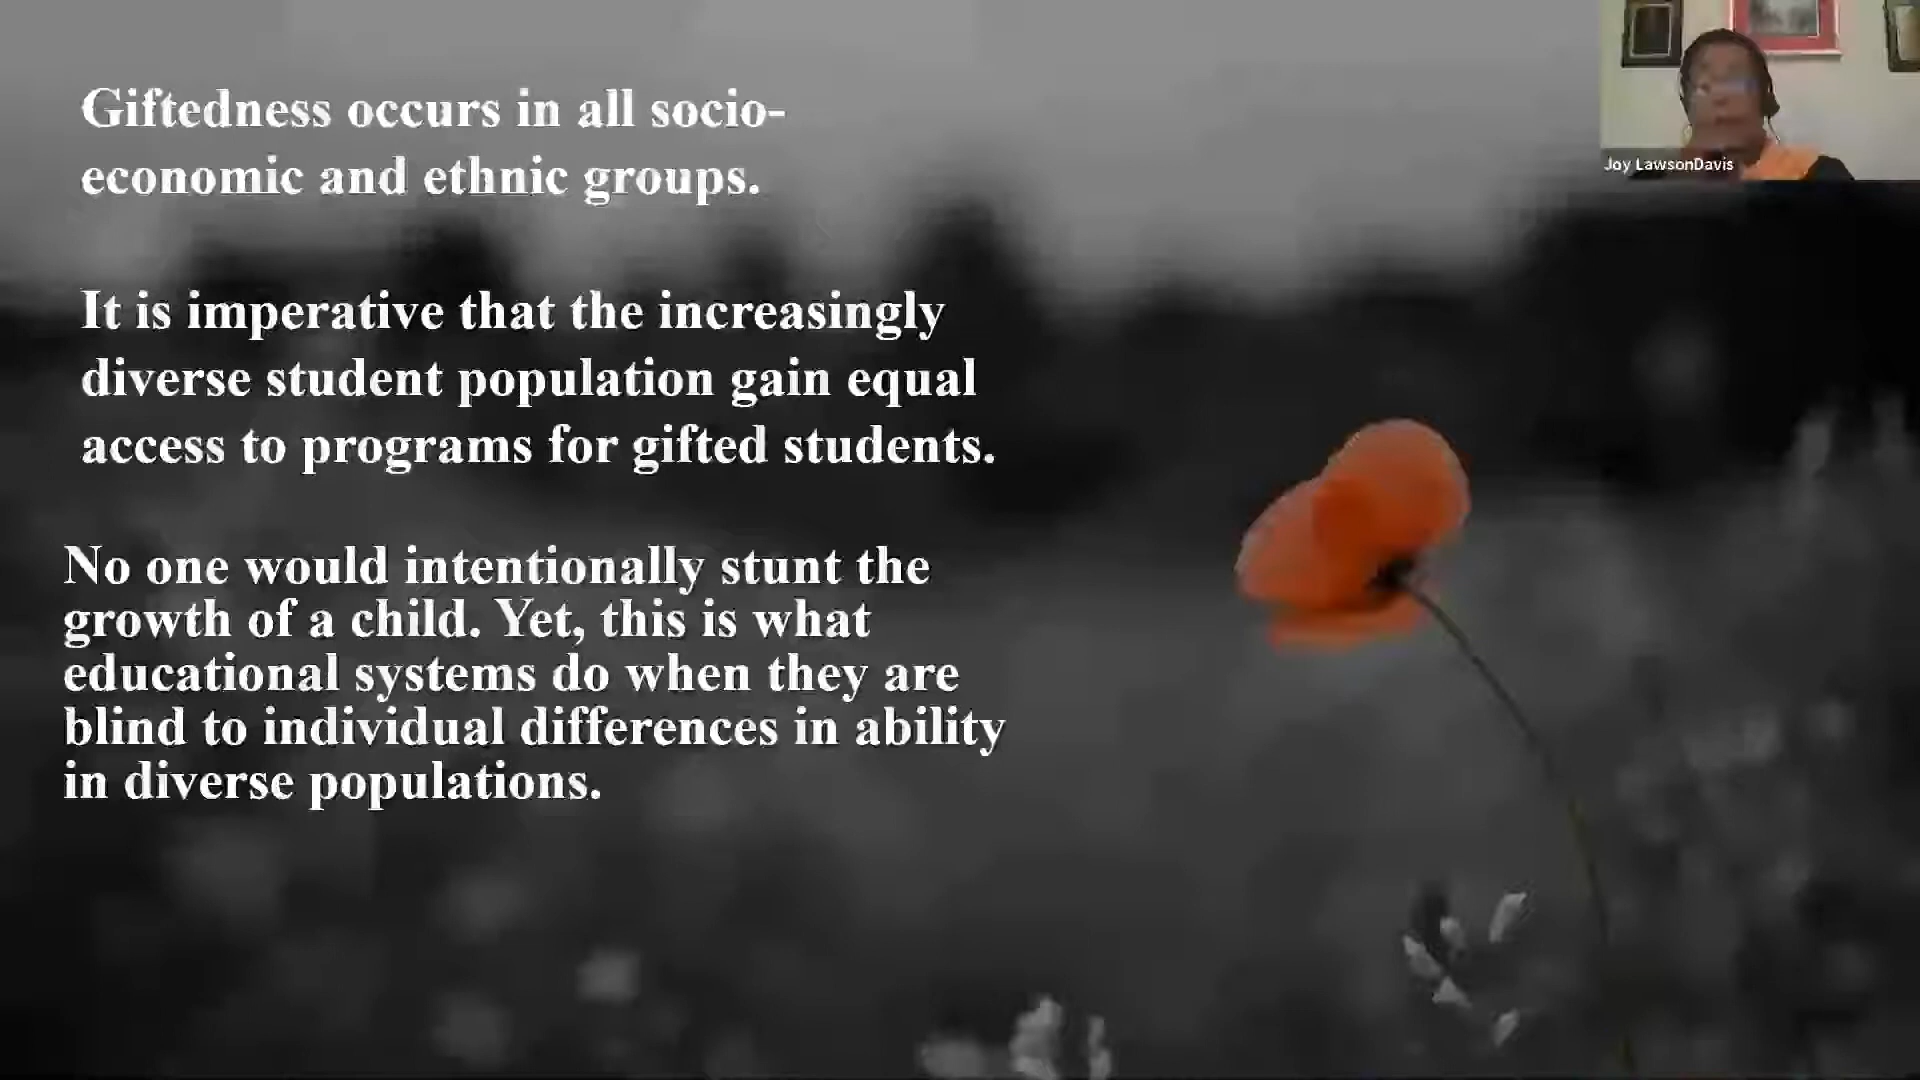 Giftedness occurs in all socio-
economic and ethnic groups.
It is imperative that the increasingly
diverse student population gain equal
access to programs for gifted students.
No one would intentionally stunt the
growth of a child. Yet, this is what
educational systems do when they are
blind to individual differences in ability
in diverse populations.
Joy LawsonDavis